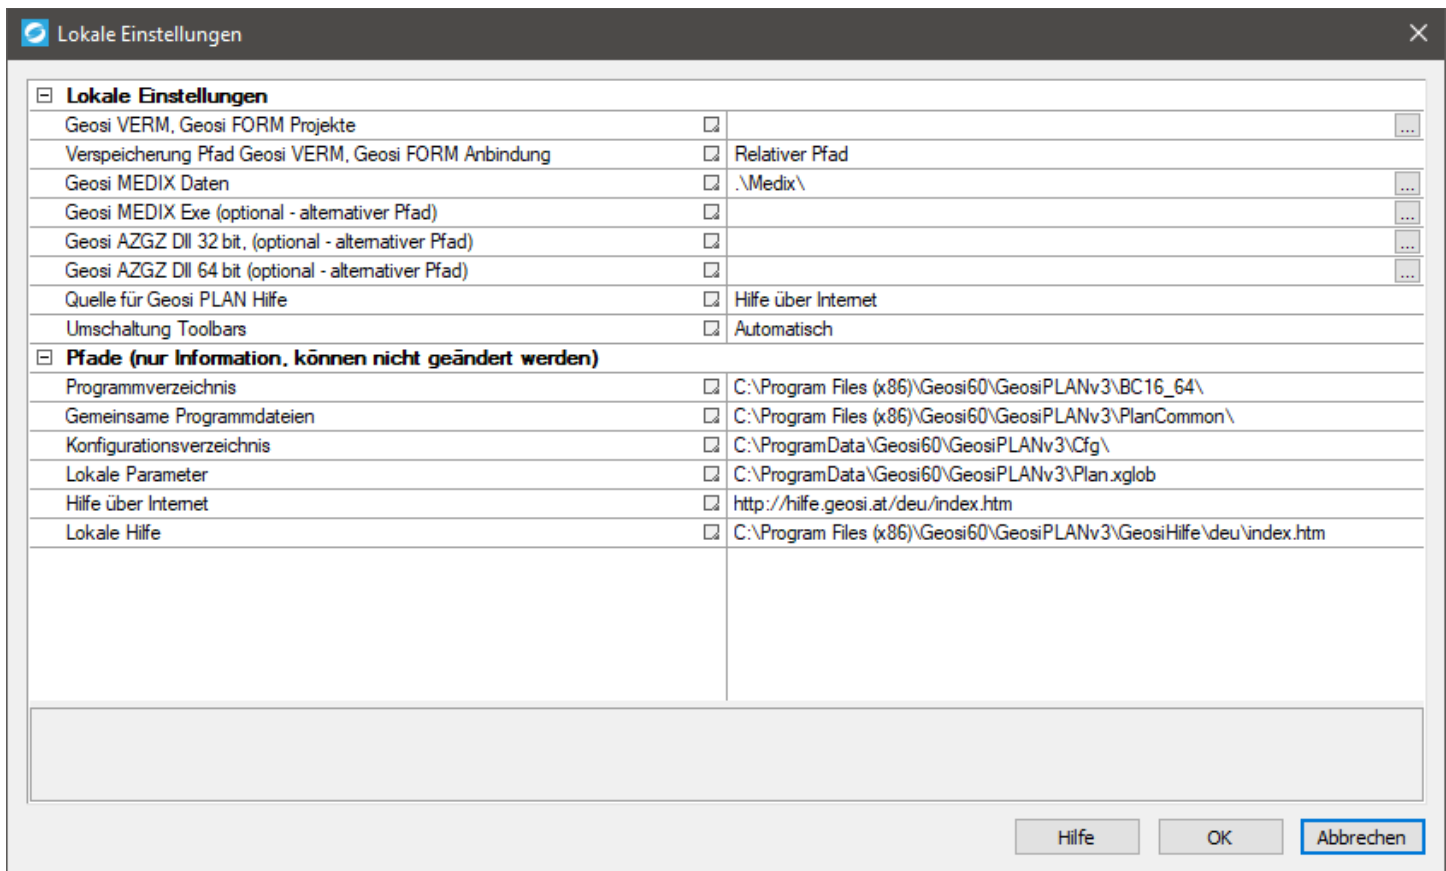 Lokale Einstellungen
Lokale Einstellungen
Geosi VERM, Geosi FORM Projekte ...
Verspeicherung Pfad Geosi VERM, Geosi FORM Anbindung Relativer Pfad
Geosi MEDIX Daten .\Medix\ ...
Geosi MEDIX Exe (optional - alternativer Pfad) ...
Geosi AZGZ Dll 32 bit, (optional - alternativer Pfad) ...
Geosi AZGZ Dll 64 bit (optional - alternativer Pfad) ...
Quelle für Geosi PLAN Hilfe Hilfe über Internet
Umschaltung Toolbars Automatisch
Pfade (nur Information, können nicht geändert werden)
Programmverzeichnis C:\Program Files (x86)\Geosi60\GeosiPLANv3\BC16_64\
Gemeinsame Programmdateien C:\Program Files (x86)\Geosi60\GeosiPLANv3\PlanCommon\
Konfigurationsverzeichnis C:\ProgramData\Geosi60\GeosiPLANv3\Cfg\
Lokale Parameter C:\ProgramData\Geosi60\GeosiPLANv3\Plan.xglob
Hilfe über Internet http://hilfe.geosi.at/deu/index.htm
Lokale Hilfe C:\Program Files (x86)\Geosi60\GeosiPLANv3\GeosiHilfe\deu\index.htm
Hilfe OK Abbrechen